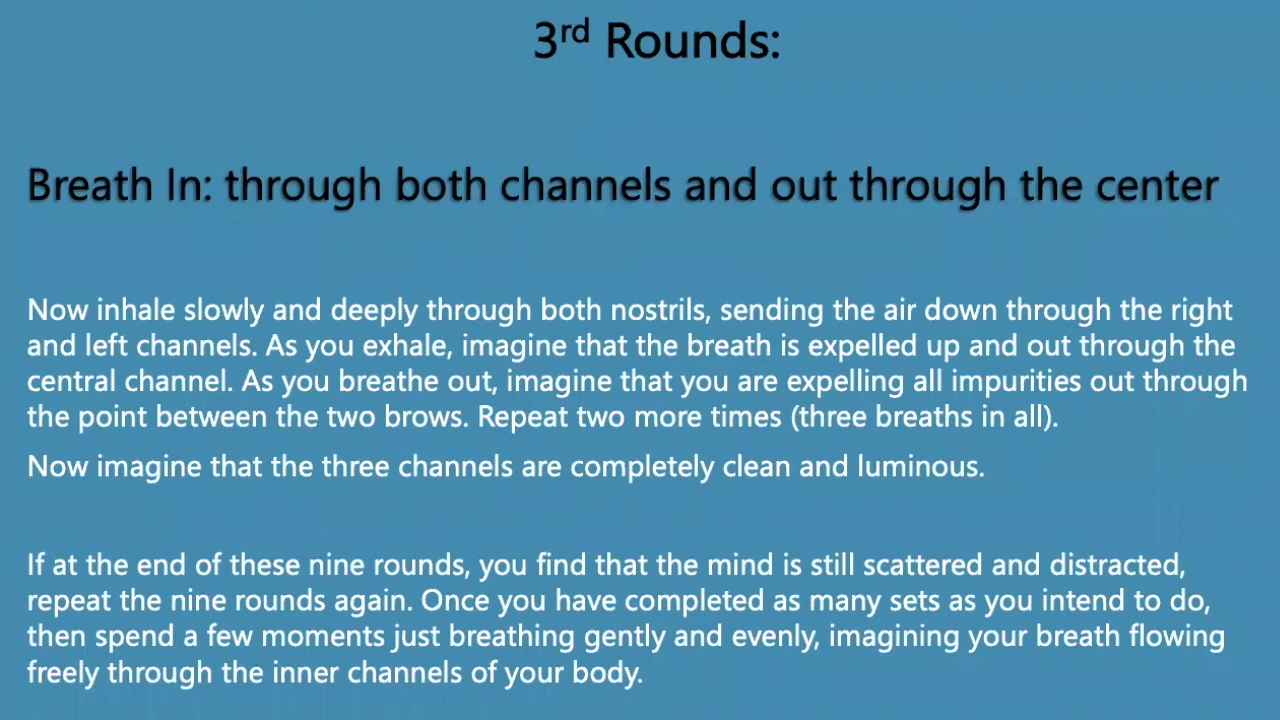 3rd Rounds:
Breath In: through both channels and out through the center
Now inhale slowly and deeply through both nostrils, sending the air down through the right
and left channels. As you exhale, imagine that the breath is expelled up and out through the
central channel. As you breathe out, imagine that you are expelling all impurities out through
the point between the two brows. Repeat two more times (three breaths in all).
Now imagine that the three channels are completely clean and luminous.
If at the end of these nine rounds, you find that the mind is still scattered and distracted,
repeat the nine rounds again. Once you have completed as many sets as you intend to do,
then spend a few moments just breathing gently and evenly, imagining your breath flowing
freely through the inner channels of your body.